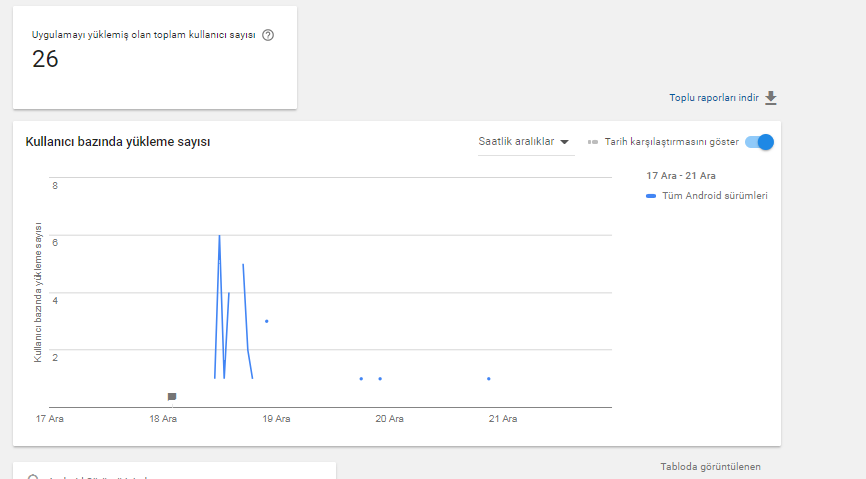 Uygulamayı yüklemiş olan toplam kullanıcı sayısı
26
Toplu raporları indir
Kullanıcı bazında yükleme sayısı
Saatlik aralıklar
Tarih karşılaştırmasını göster
17 Ara - 21 Ara
Tüm Android sürümleri
Kullanıcı bazında yükleme sayısı
8
6
4
2
17 Ara
18 Ara
19 Ara
20 Ara
21 Ara
Tabloda görüntülenen